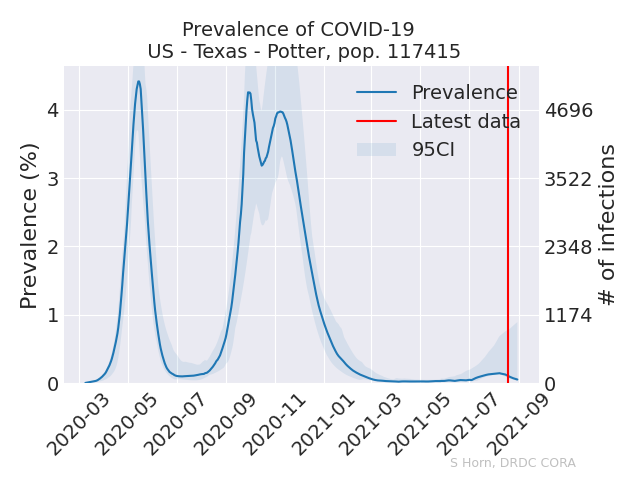 Prevalence of COVID-19
US - Texas - Potter, pop. 117415
Prevalence (%)
4
3
2
1
0
Prevalence
Latest data
95CI
4696
3522
2348
1174
0
# of infections
2020-03
2020-05
2020-07
2020-09
2020-11
2021-01
2021-03
2021-05
2021-07
2021-09
S Horn, DRDC CORA